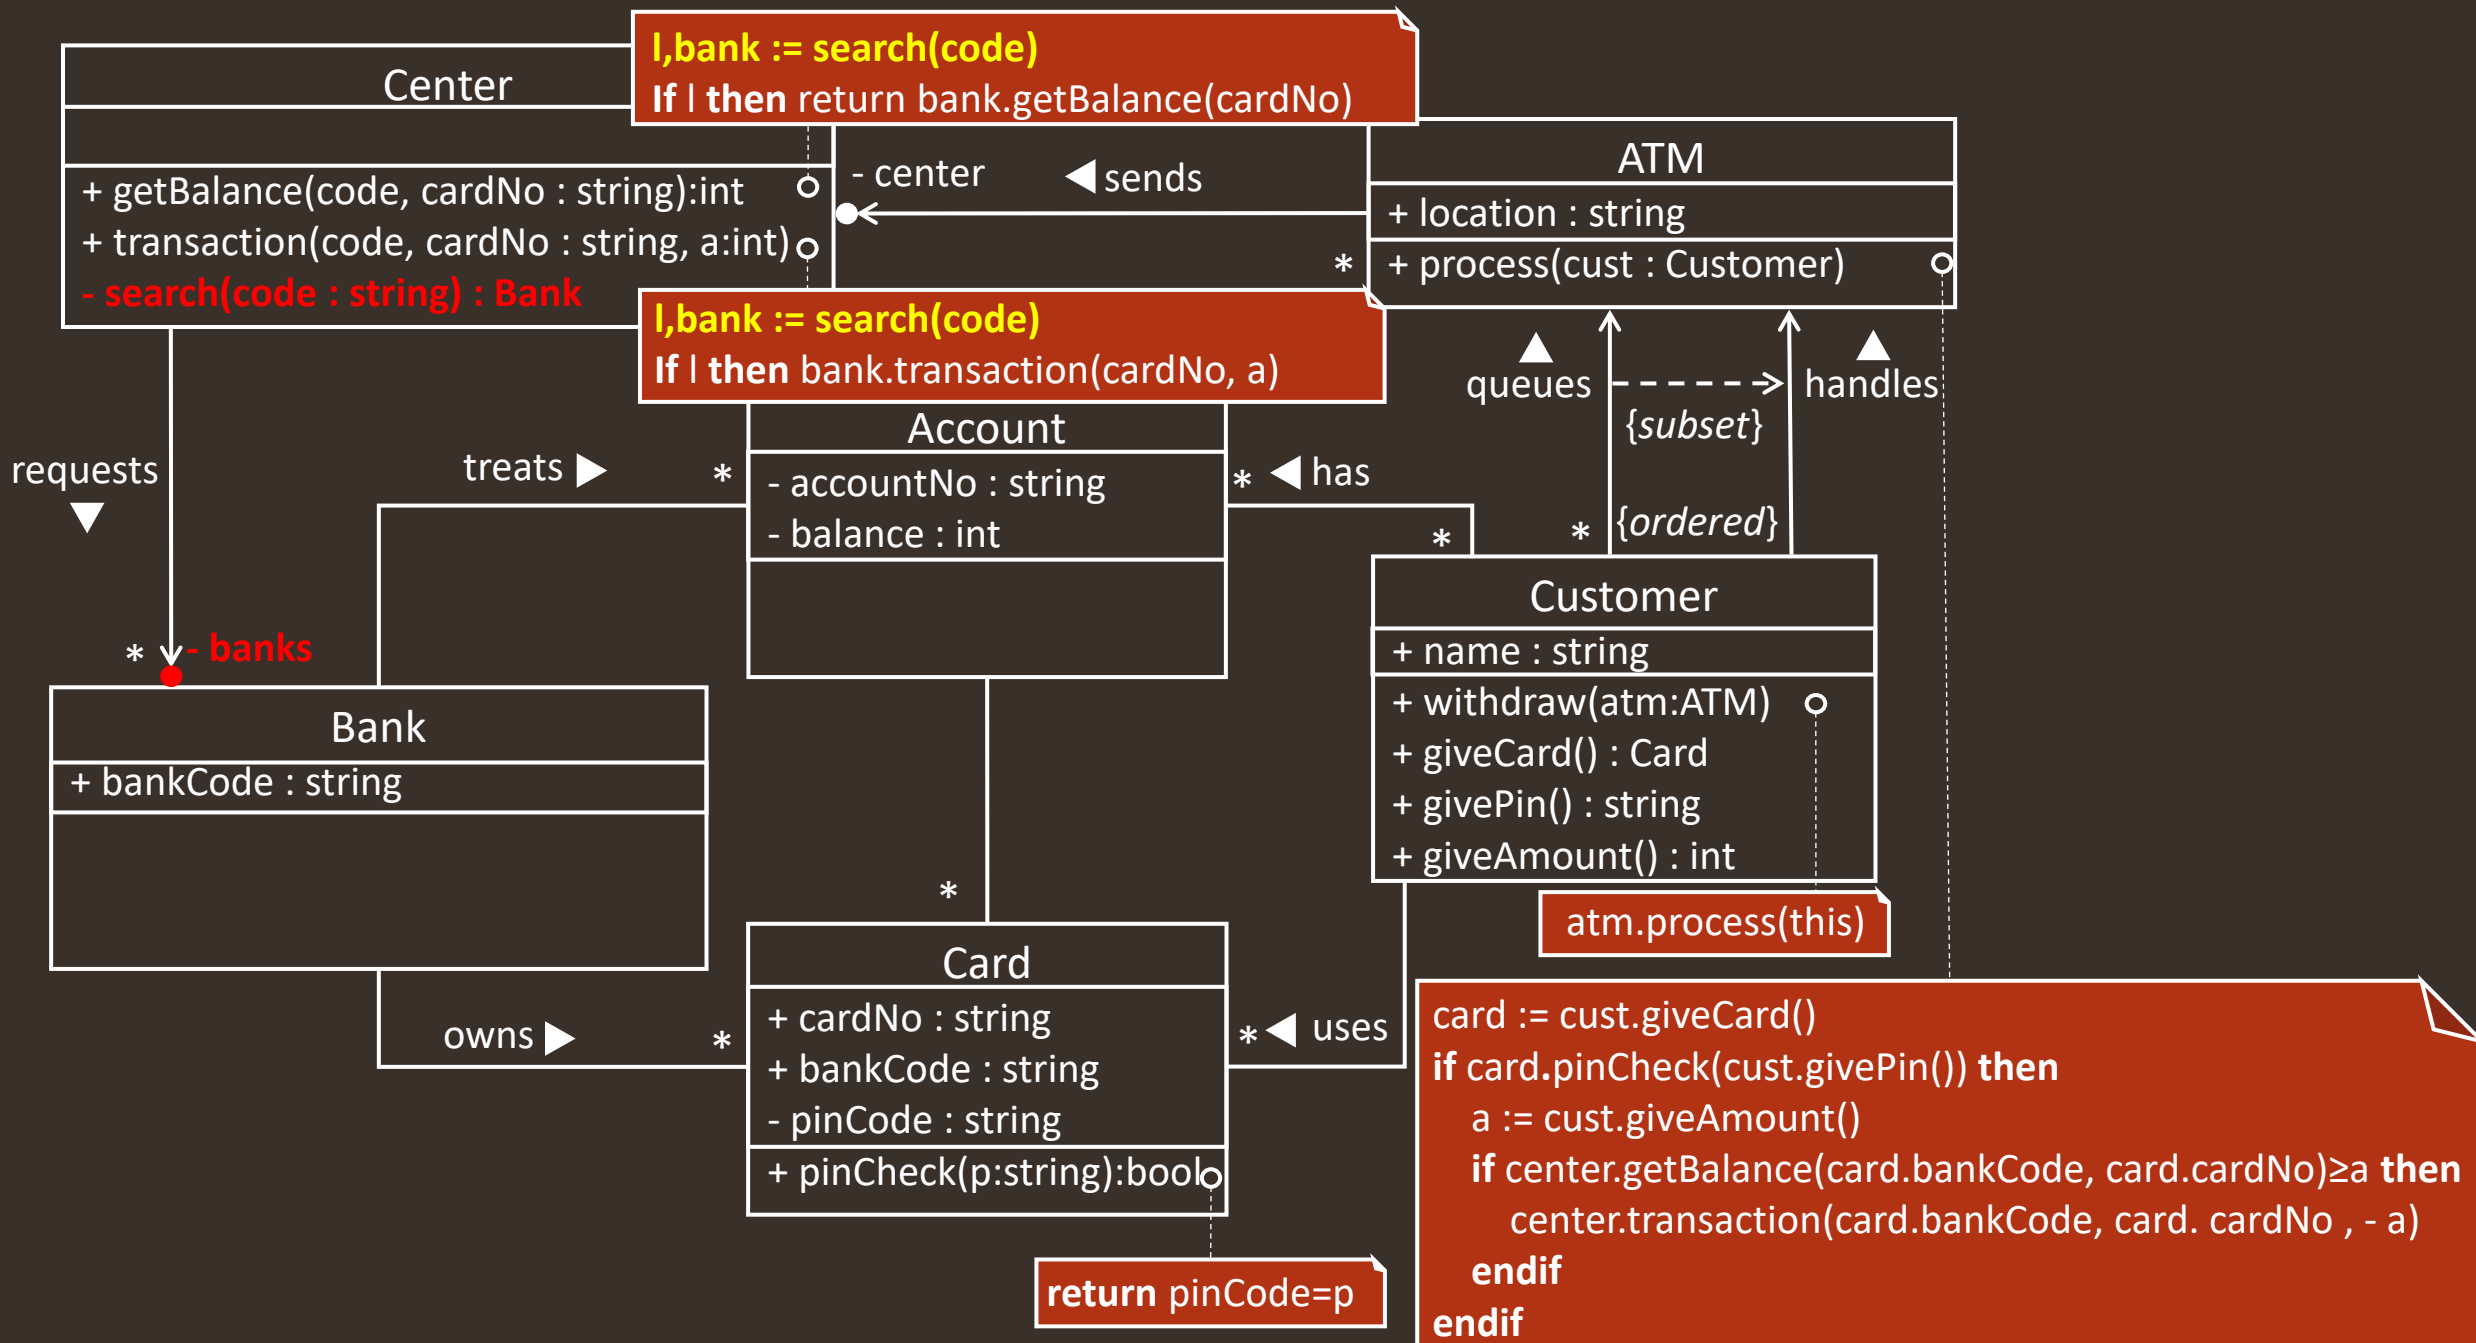 l,bank := search(code)
If l then return bank.getBalance(cardNo)
Center
+ getBalance(code, cardNo : string):int
+ transaction(code, cardNo : string, a:int)
- search(code : string) : Bank
- center
sends
ATM
+ location : string
+ process(cust : Customer)
*
l,bank := search(code)
If l then bank.transaction(cardNo, a)
queues
handles
{subset}
{ordered}
*
requests
treats
*
Account
- accountNo : string
- balance : int
*
has
*
* - banks
Bank
+ bankCode : string
Customer
+ name : string
+ withdraw(atm:ATM)
+ giveCard() : Card
+ givePin() : string
+ giveAmount() : int
atm.process(this)
*
owns
*
Card
+ cardNo : string
+ bankCode : string
- pinCode : string
+ pinCheck(p:string):bool
*
uses
return pinCode=p
card := cust.giveCard()
if card.pinCheck(cust.givePin()) then
a := cust.giveAmount()
if center.getBalance(card.bankCode, card.cardNo)≥a then
center.transaction(card.bankCode, card. cardNo , - a)
endif
endif